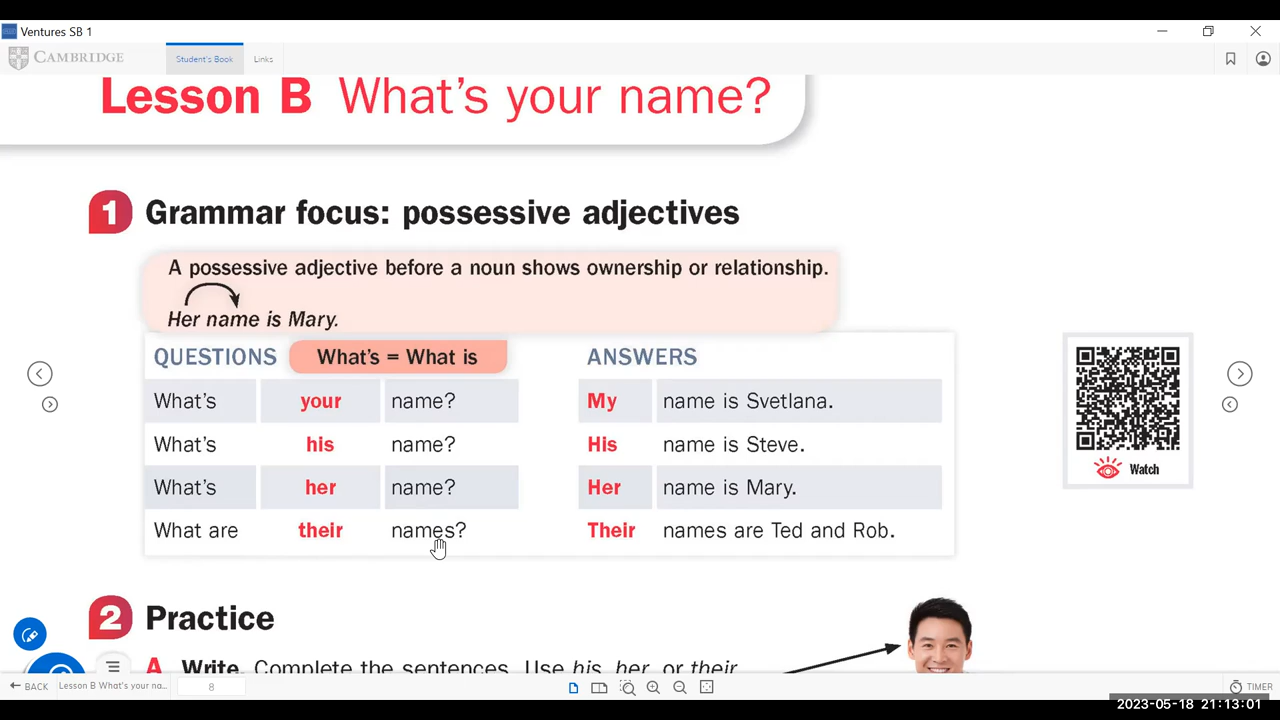 Ventures SB 1
CAMBRIDGE
Student's Book
Links
Lesson B What's your name?
1 Grammar focus: possessive adjectives
A possessive adjective before a noun shows ownership or relationship.
Her name is Mary.
QUESTIONS What's = What is ANSWERS
What's your name? My name is Svetlana.
What's his name? His name is Steve.
What's her name? Her name is Mary.
What are their names? Their names are Ted and Rob.
Watch
2 Practice
A Write. Complete the sentences. Use his, her, or their
BACK
Lesson B What's your na...
8
TIMER
2023-05-18 21:13:01